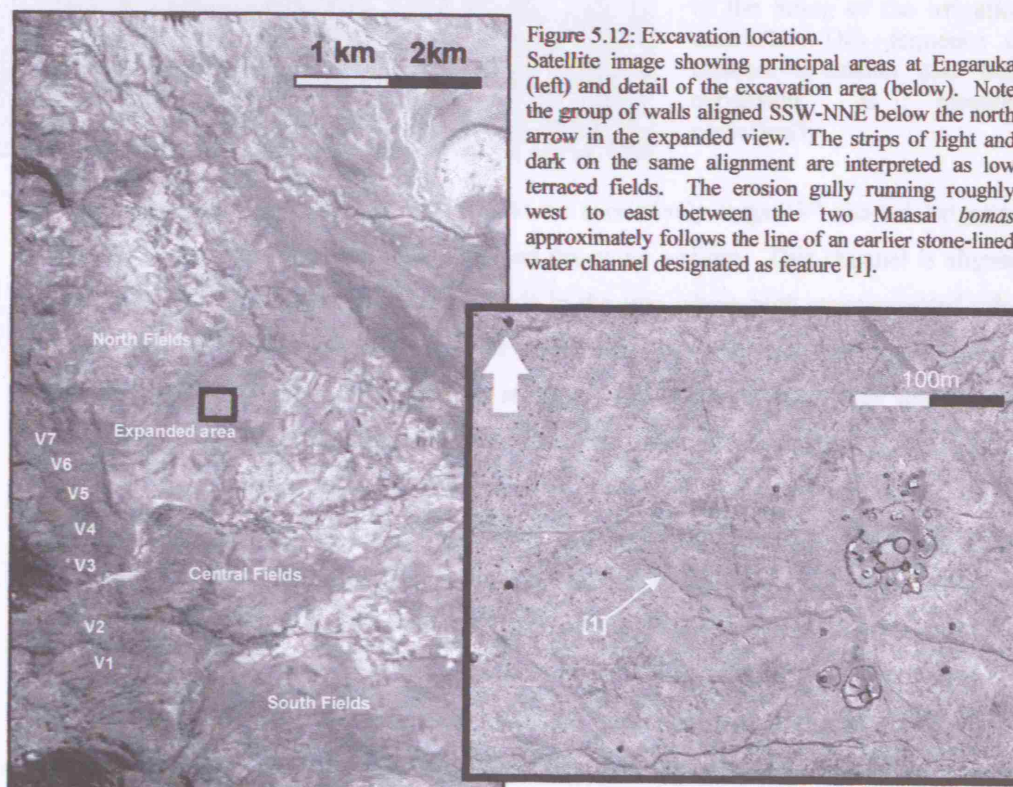 Figure 5.12: Excavation location.
Satellite image showing principal areas at Engaruka
(left) and detail of the excavation area (below). Note
the group of walls aligned SSW-NNE below the north
arrow in the expanded view. The strips of light and
dark on the same alignment are interpreted as low
terraced fields. The erosion gully running roughly
west to east between the two Maasai bomas
approximately follows the line of an earlier stone-lined
water channel designated as feature [1].
1 km 2km
North Fields
Expanded area
V7
V6
V5
V4
V3
Central Fields
V2
V1
South Fields
100m
[1]